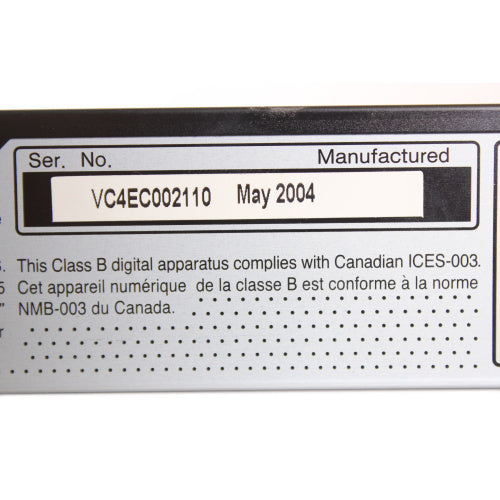 Ser. No. Manufactured
VC4EC002110 May 2004
This Class B digital apparatus complies with Canadian ICES-003.
5 Cet appareil numérique de la classe B est conforme à la norme
" NMB-003 du Canada.
r